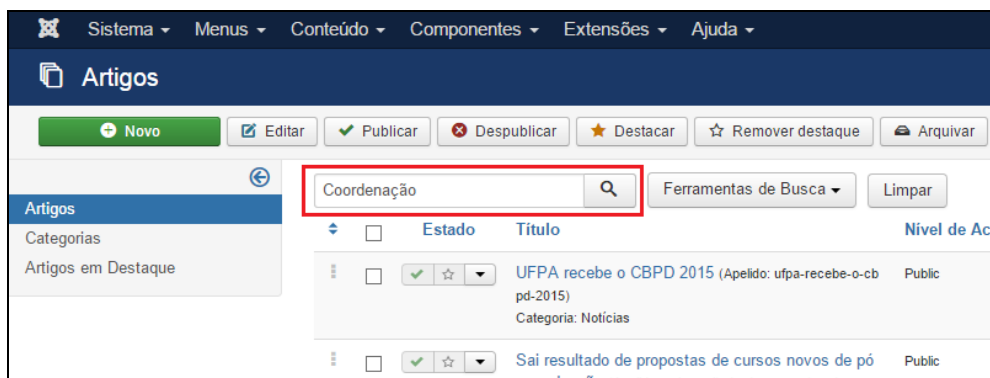 Sistema Menus Conteúdo Componentes Extensões Ajuda
Artigos
Novo Editar Publicar Despublicar Destacar Remover destaque Arquivar
Coordenação Ferramentas de Busca Limpar
Artigos
Categorias
Artigos em Destaque
Estado Título Nível de Ac
UFPA recebe o CBPD 2015 (Apelido: ufpa-recebe-o-cb Public
pd-2015)
Categoria: Notícias
Sai resultado de propostas de cursos novos de pó Public